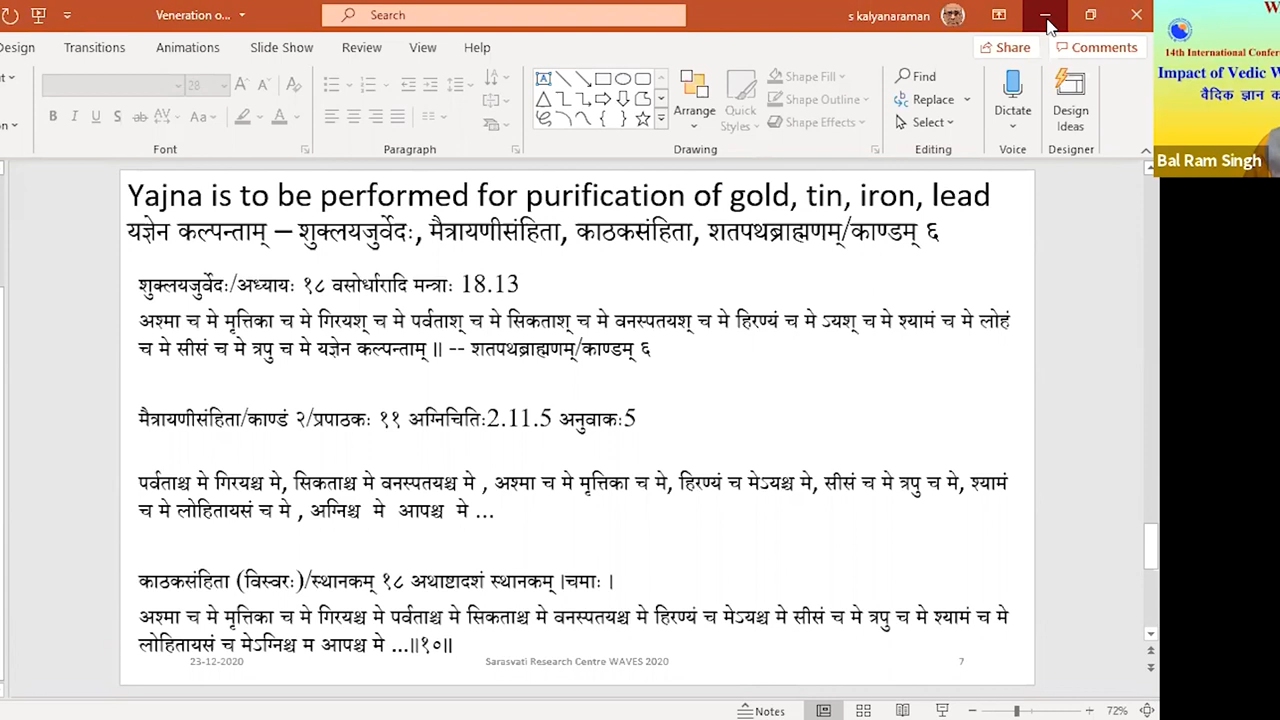 Veneration o...
Search
s kalyanaraman
Design
Transitions
Animations
Slide Show
Review
View
Help
Share
Comments
28
Aa
Font
Paragraph
Arrange
Quick Styles
Shape Fill
Shape Outline
Shape Effects
Drawing
Find
Replace
Select
Editing
Dictate
Voice
Design Ideas
Designer
14th International Confe
Impact of Vedic W
वैदिक ज्ञान क
Bal Ram Singh
Yajna is to be performed for purification of gold, tin, iron, lead
यज्ञेन कल्पन्ताम् – शुक्लयजुर्वेदः, मैत्रायणीसंहिता, काठकसंहिता, शतपथब्राह्मणम्/काण्डम् ६
शुक्लयजुर्वेदः/अध्यायः १८ वसोर्धारादि मन्त्राः 18.13
अश्मा च मे मृत्तिका च मे गिरयश् च मे पर्वताश् च मे सिकताश् च मे वनस्पतयश् च मे हिरण्यं च मे ऽयश् च मे श्यामं च मे लोहं
च मे सीसं च मे त्रपु च मे यज्ञेन कल्पन्ताम् ॥ -- शतपथब्राह्मणम्/काण्डम् ६
मैत्रायणीसंहिता/काण्डं २/प्रपाठकः ११ अग्निचितिः2.11.5 अनुवाकः5
पर्वताश्च मे गिरयश्च मे, सिकताश्च मे वनस्पतयश्च मे , अश्मा च मे मृत्तिका च मे, हिरण्यं च मेऽयश्च मे, सीसं च मे त्रपु च मे, श्यामं
च मे लोहितायसं च मे , अग्निश्च मे आपश्च मे ...
काठकसंहिता (विस्वरः)/स्थानकम् १८ अथाष्टादशं स्थानकम् ।चमाः ।
अश्मा च मे मृत्तिका च मे गिरयश्च मे पर्वताश्च मे सिकताश्च मे वनस्पतयश्च मे हिरण्यं च मेऽयश्च मे सीसं च मे त्रपु च मे श्यामं च मे
लोहितायसं च मेऽग्निश्च म आपश्च मे ...॥१०॥
23-12-2020
Sarasvati Research Centre WAVES 2020
7
Notes
72%